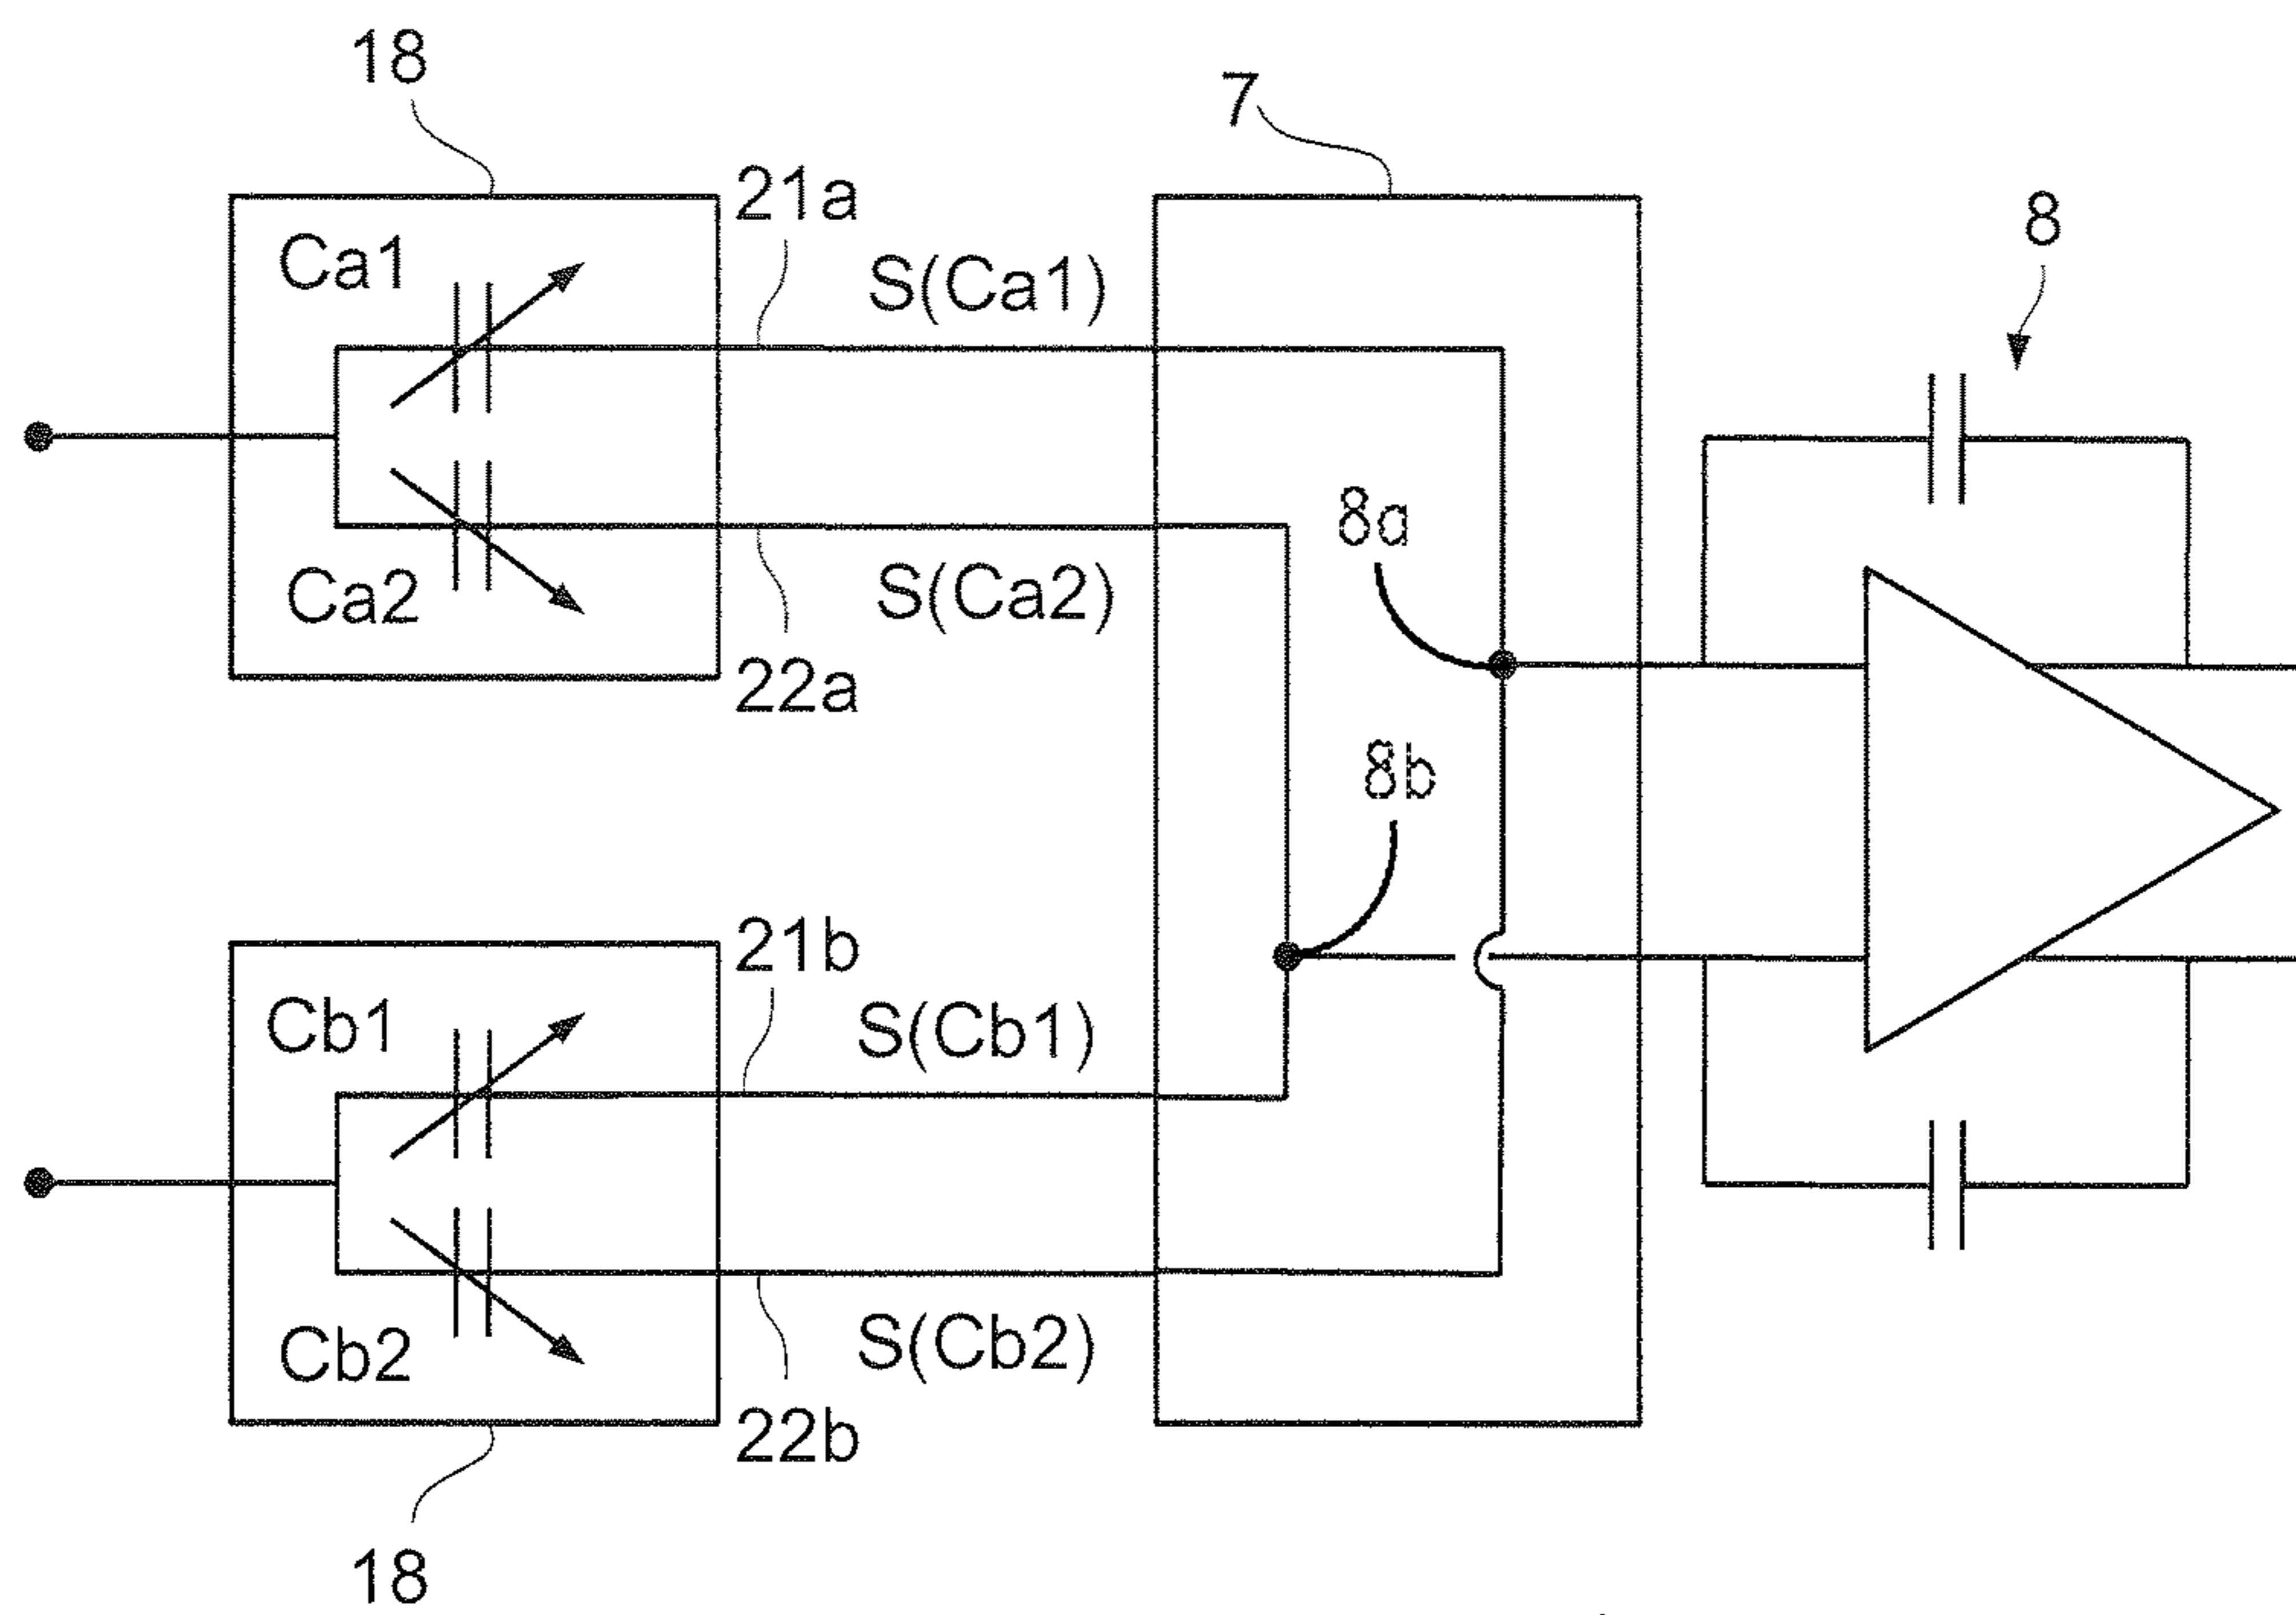 18
7
21a
8
Ca1
S(Ca1)
8a
Ca2
S(Ca2)
22a
8b
21b
Cb1
S(Cb1)
Cb2
S(Cb2)
22b
18